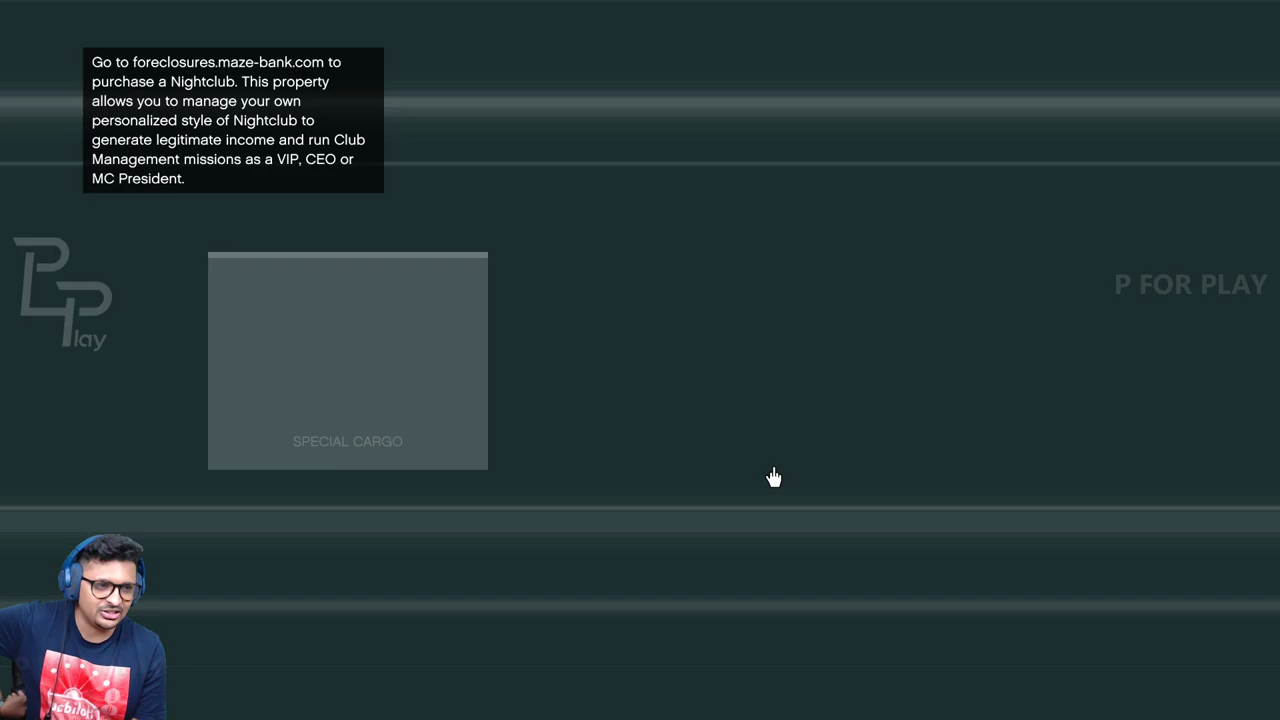 Go to foreclosures.maze-bank.com to
purchase a Nightclub. This property
allows you to manage your own
personalized style of Nightclub to
generate legitimate income and run Club
Management missions as a VIP, CEO or
MC President.
P4Play
P FOR PLAY
SPECIAL CARGO